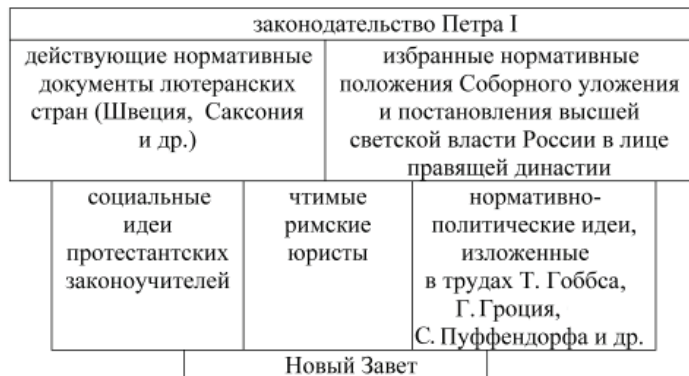 законодательство Петра I
действующие нормативные
документы лютеранских
стран (Швеция, Саксония
и др.)
избранные нормативные
положения Соборного уложения
и постановления высшей
светской власти России в лице
правящей династии
социальные
идеи
протестантских
законоучителей
чтимые
римские
юристы
нормативно-
политические идеи,
изложенные
в трудах Т. Гоббса,
Г. Гроция,
С. Пуффендорфа и др.
Новый Завет